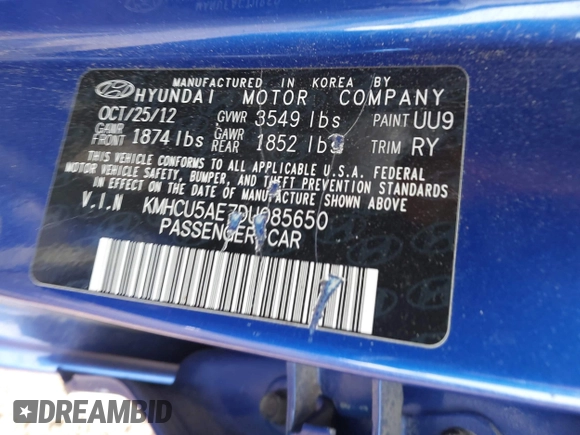 MANUFACTURED IN KOREA BY
HYUNDAI MOTOR COMPANY
OCT/25/12 GVWR 3549 lbs PAINT UU9
GAWR FRONT 1874 lbs GAWR REAR 1852 lbs TRIM RY
THIS VEHICLE CONFORMS TO ALL APPLICABLE U.S.A. FEDERAL
MOTOR VEHICLE SAFETY, BUMPER, AND THEFT PREVENTION
STANDARDS IN EFFECT ON THE DATE OF MANUFACTURE SHOWN ABOVE
V.I.N KMHCU5AE7DU085650
PASSENGER CAR
DREAMBID